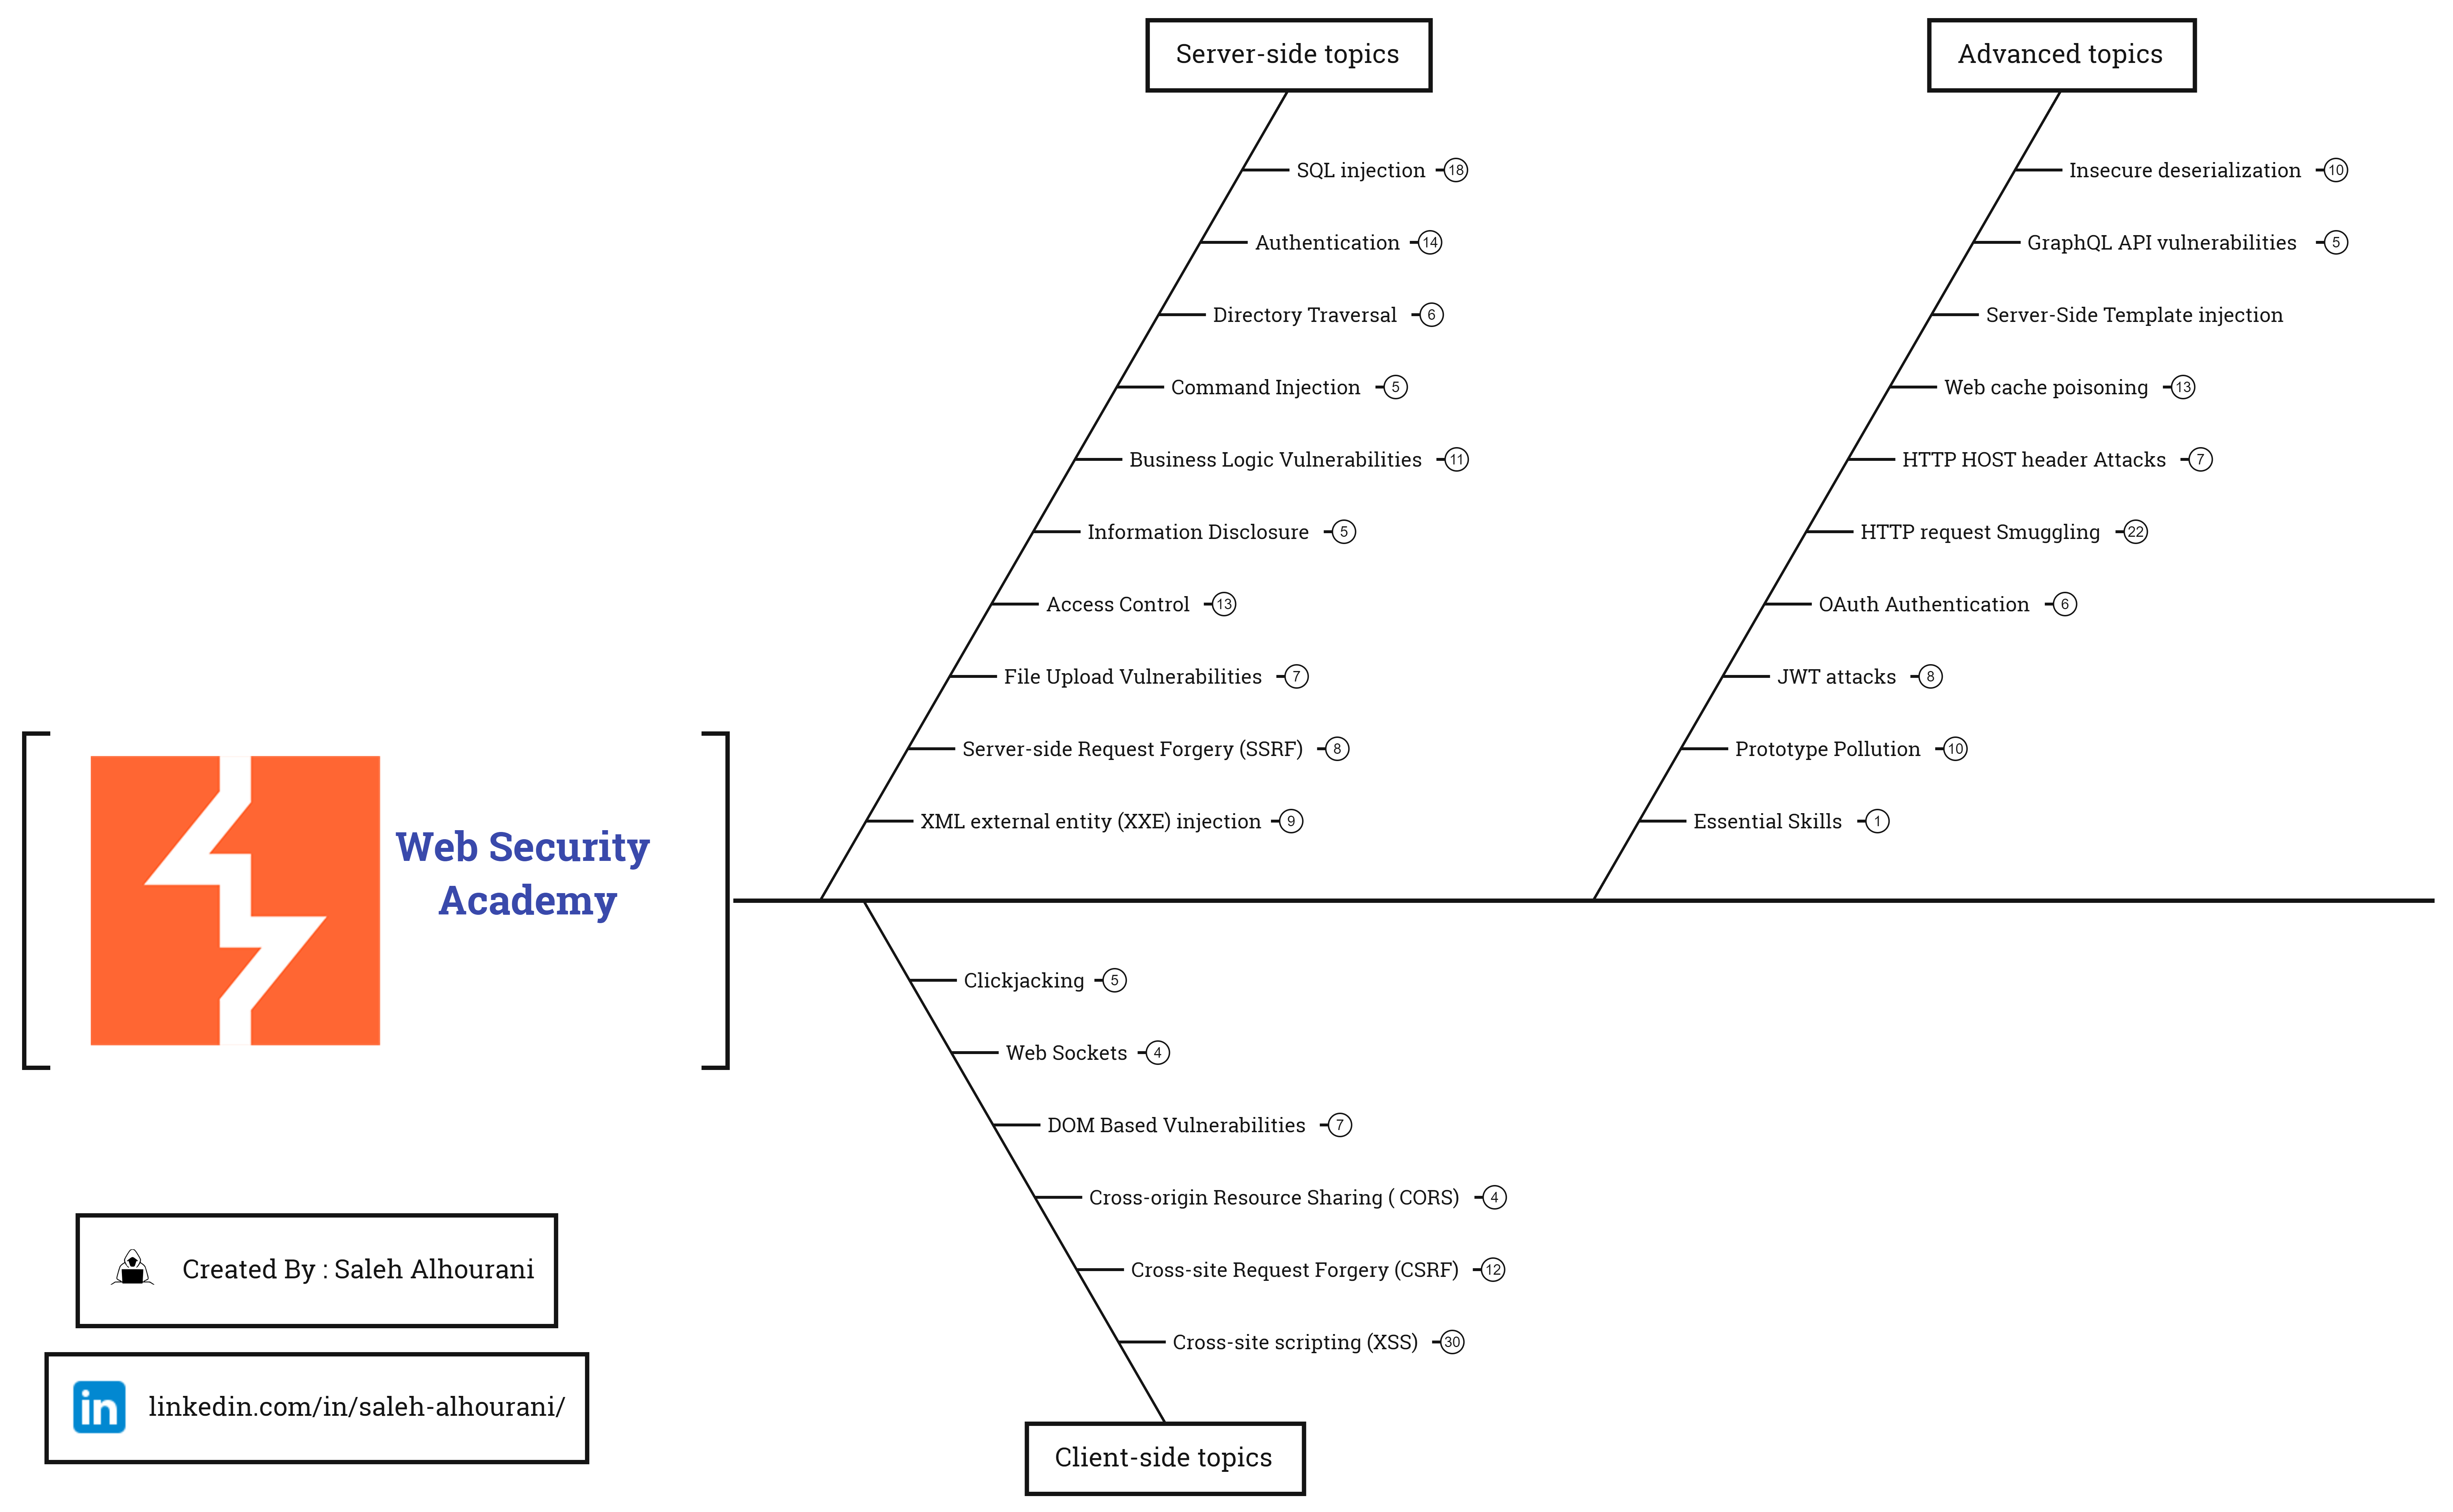 Server-side topics
SQL injection 18
Authentication 14
Directory Traversal 6
Command Injection 5
Business Logic Vulnerabilities 11
Information Disclosure 5
Access Control 13
File Upload Vulnerabilities 7
Server-side Request Forgery (SSRF) 8
XML external entity (XXE) injection 9
Advanced topics
Insecure deserialization 10
GraphQL API vulnerabilities 5
Server-Side Template injection
Web cache poisoning 13
HTTP HOST header Attacks 7
HTTP request Smuggling 22
OAuth Authentication 6
JWT attacks 8
Prototype Pollution 10
Essential Skills 1
Web Security
Academy
Clickjacking 5
Web Sockets 4
DOM Based Vulnerabilities 7
Cross-origin Resource Sharing ( CORS) 4
Cross-site Request Forgery (CSRF) 12
Cross-site scripting (XSS) 30
Client-side topics
Created By : Saleh Alhourani
in linkedin.com/in/saleh-alhourani/